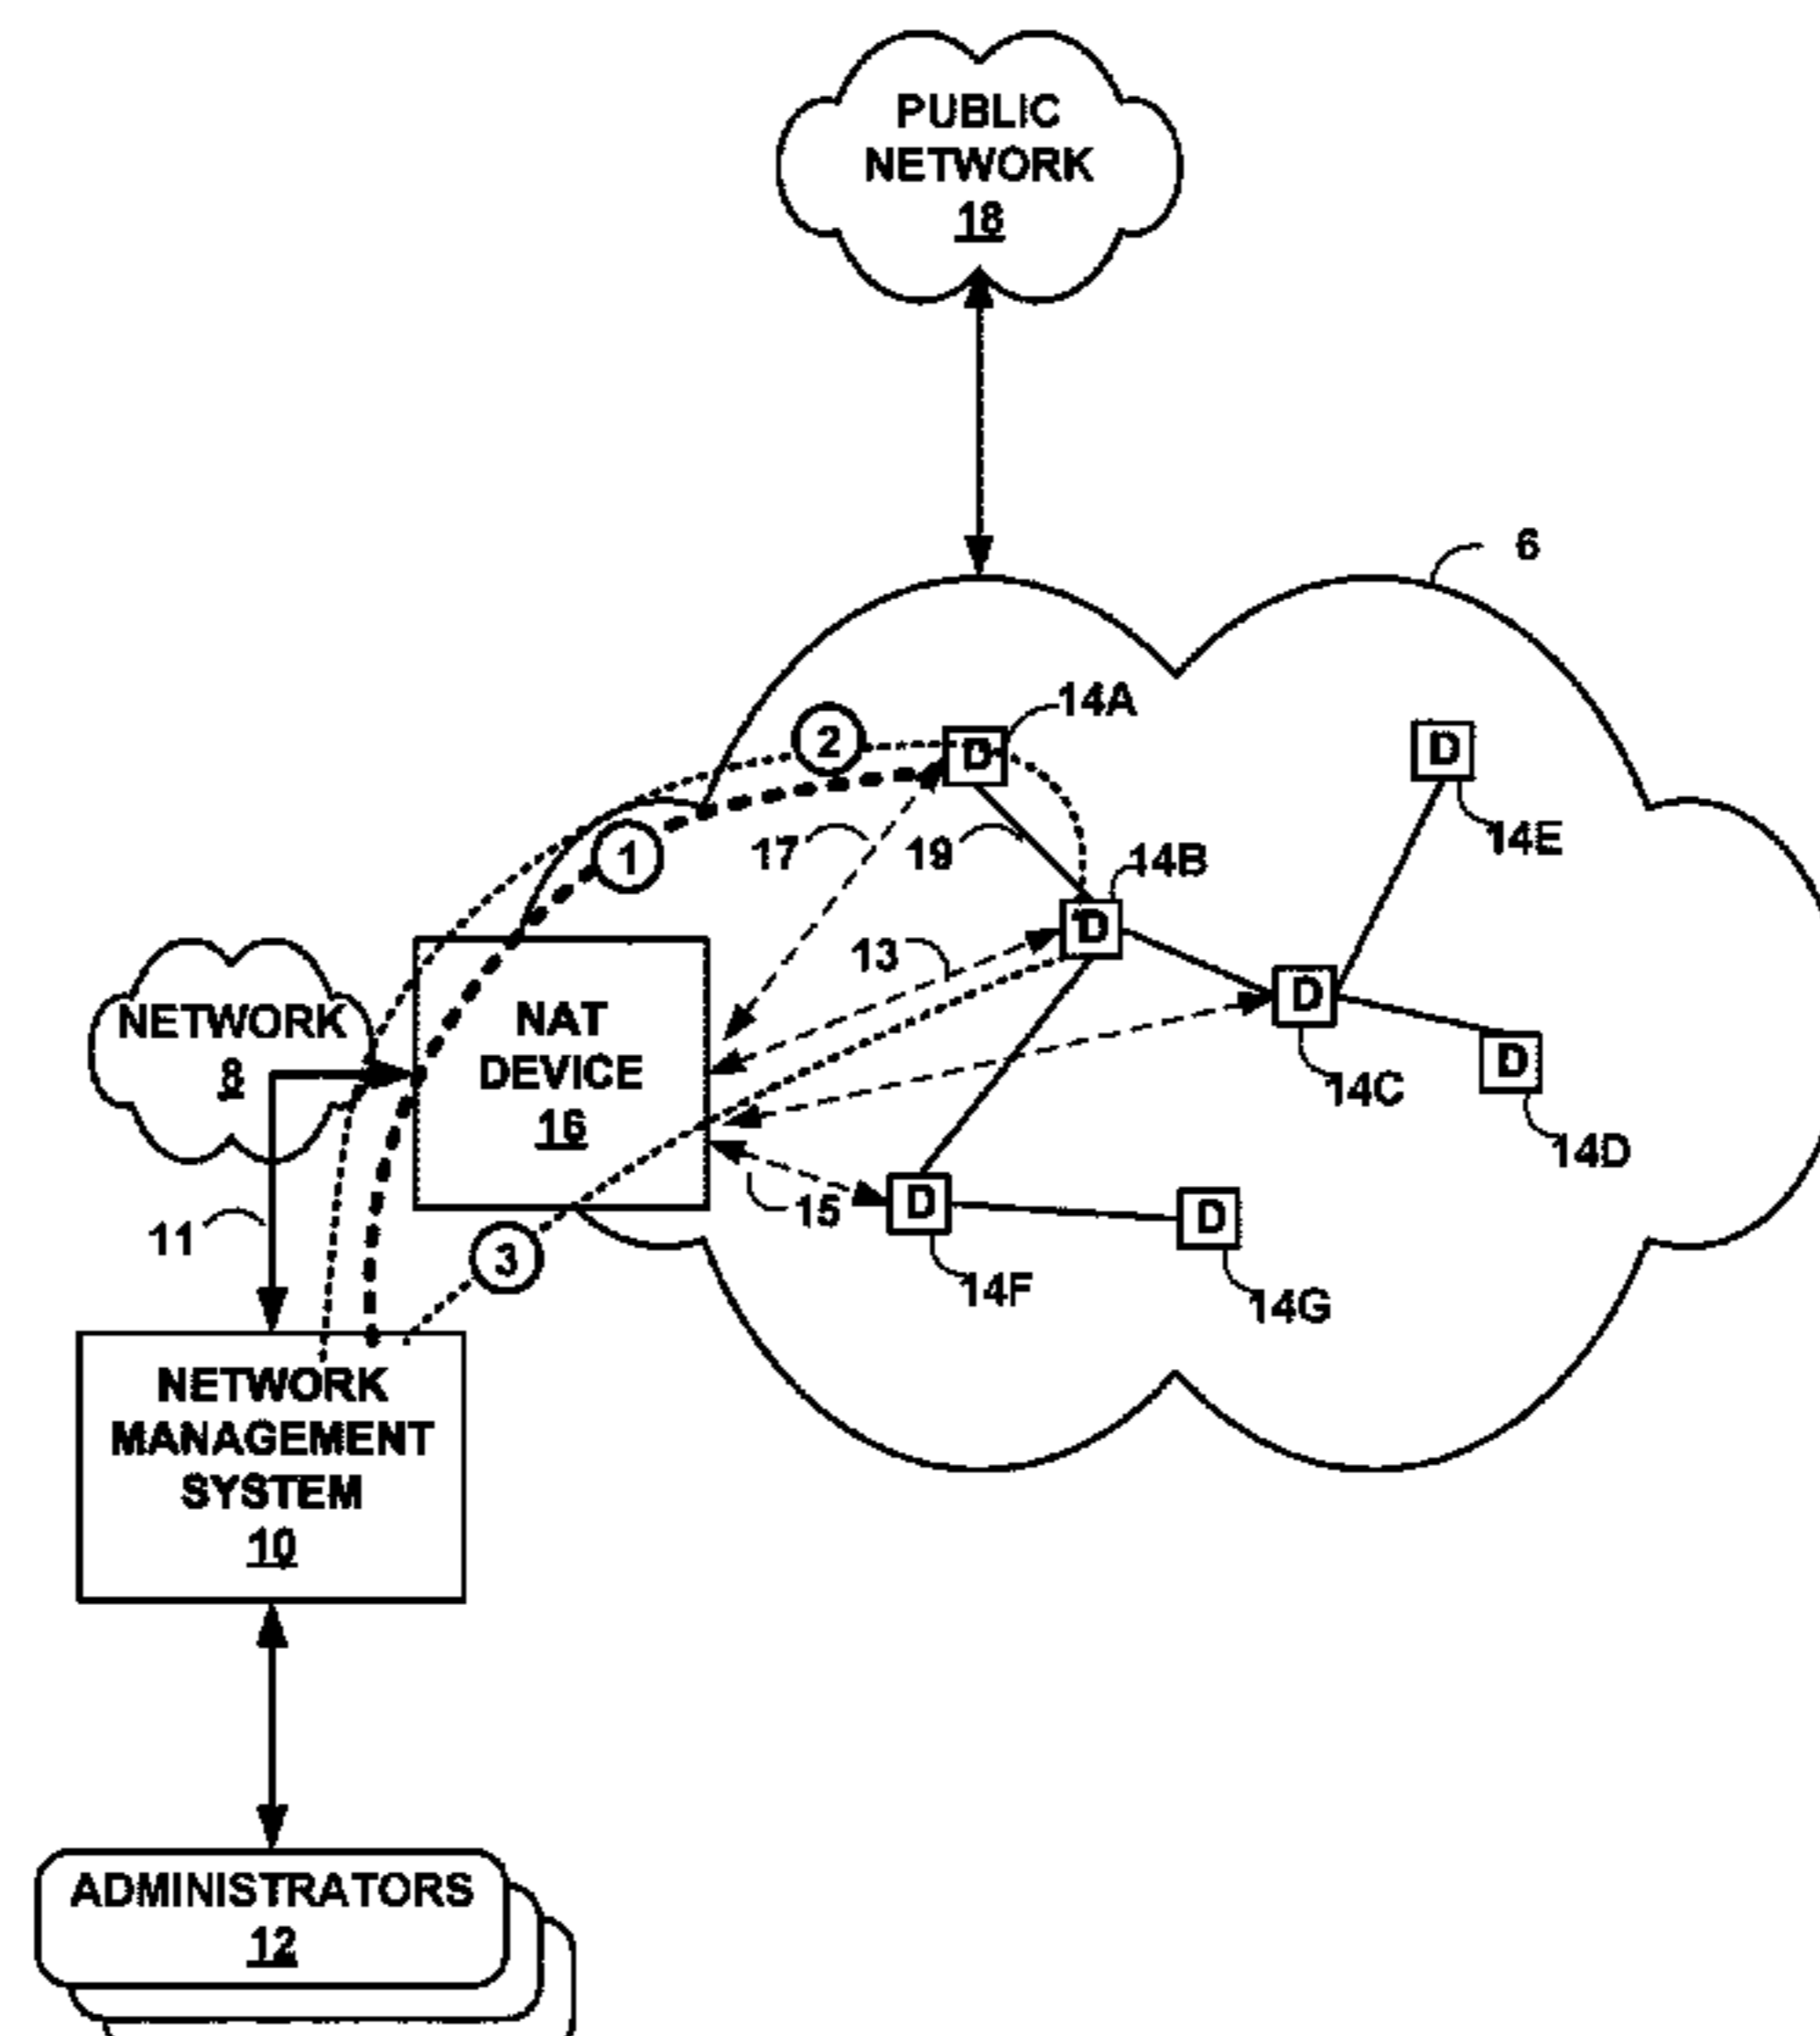 PUBLIC
NETWORK
18
6
14A
2
D
D
17
19
14E
1
14B
D
13
NETWORK
8
NAT
DEVICE
16
D
14C
D
14D
11
15
D
D
3
14F
14G
NETWORK
MANAGEMENT
SYSTEM
10
ADMINISTRATORS
12